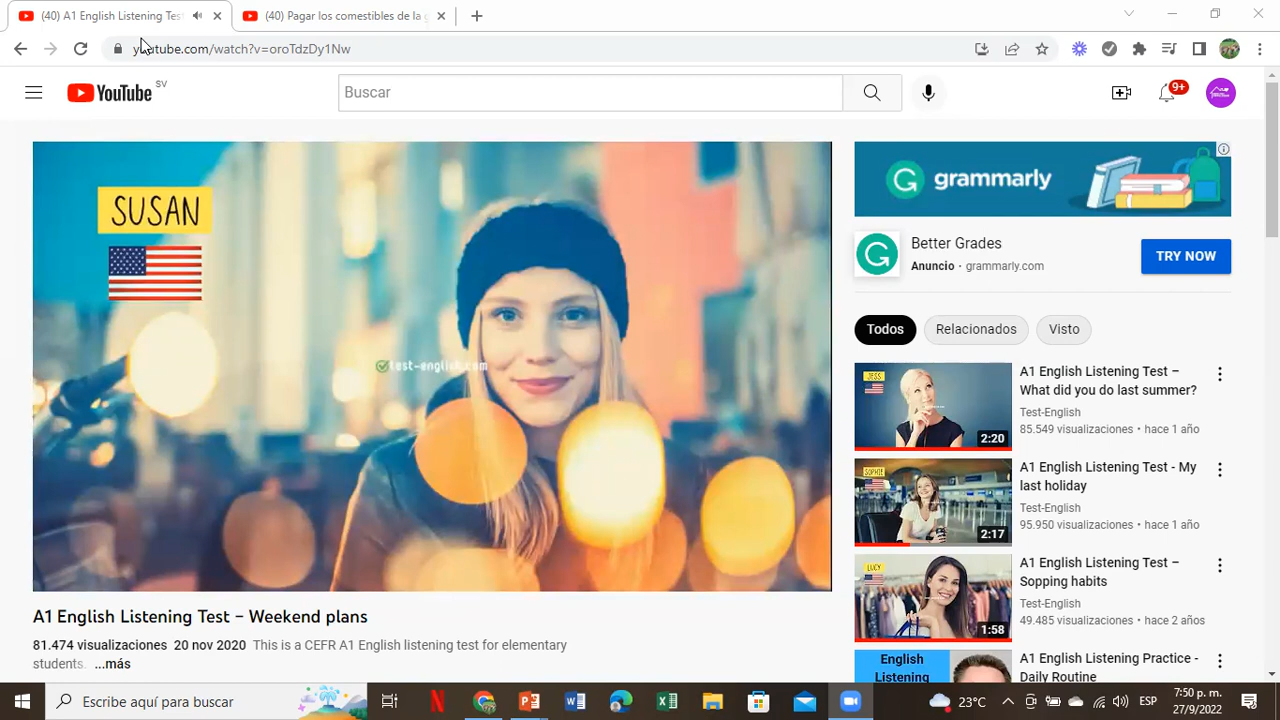 (40) A1 English Listening Tes
(40) Pagar los comestibles de la g
youtube.com/watch?v=oroTdzDy1Nw
YouTube SV
Buscar
9+
SUSAN
test-english.com
grammarly
Better Grades
Anuncio · grammarly.com
TRY NOW
Todos
Relacionados
Visto
JESS
2:20
A1 English Listening Test –
What did you do last summer?
Test-English
85.549 visualizaciones • hace 1 año
SOPHIE
2:17
A1 English Listening Test - My
last holiday
Test-English
95.950 visualizaciones • hace 1 año
LUCY
1:58
A1 English Listening Test –
Sopping habits
Test-English
49.485 visualizaciones • hace 2 años
English
Listening
A1 English Listening Practice -
Daily Routine
A1 English Listening Test – Weekend plans
81.474 visualizaciones 20 nov 2020 This is a CEFR A1 English listening test for elementary
students. ...más
Escribe aquí para buscar
23°C
ESP
7:50 p. m.
27/9/2022